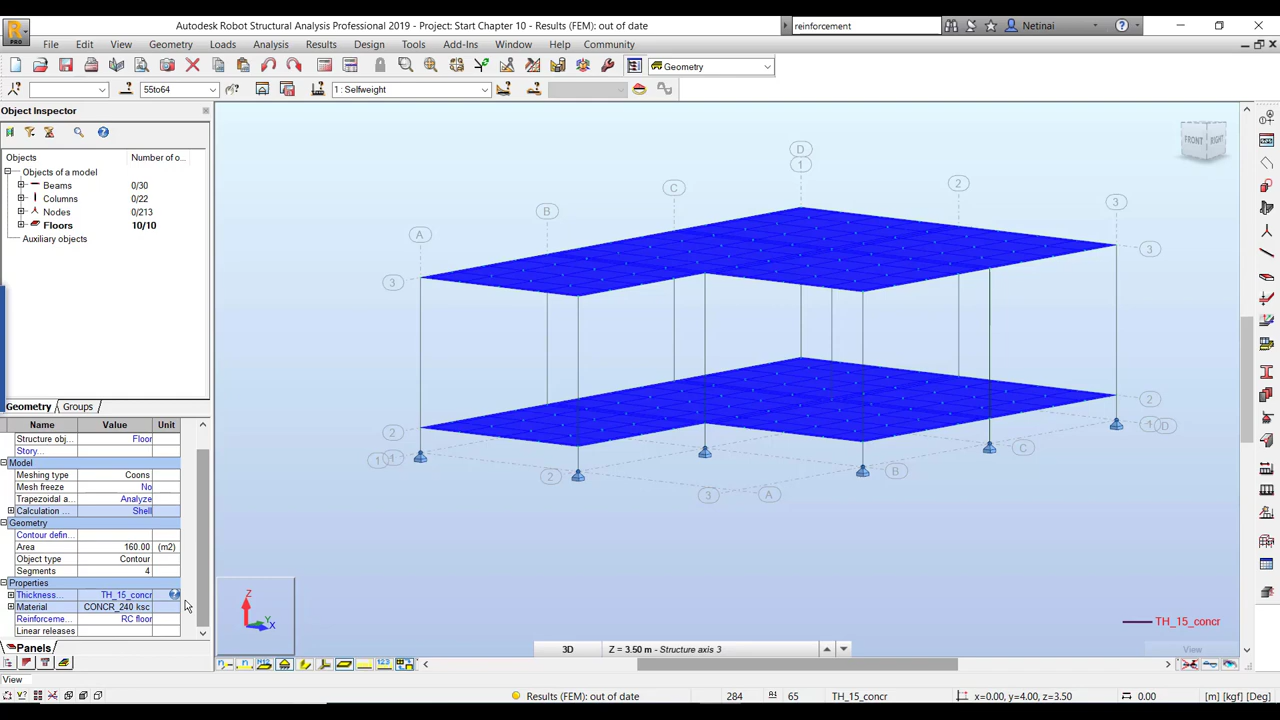 Autodesk Robot Structural Analysis Professional 2019 - Project: Start Chapter 10 - Results (FEM): out of date
reinforcement
Netinai
PRO
File Edit View Geometry Loads Analysis Results Design Tools Add-Ins Window Help Community
Geometry
55to64
1 : Selfweight
Object Inspector
Objects Number of o...
Objects of a model
Beams 0/30
Columns 0/22
Nodes 0/213
Floors 10/10
Auxiliary objects
Geometry Groups
Name Value Unit
Structure obj... Floor
Story...
Model
Meshing type Coons
Mesh freeze No
Trapezoidal a... Analyze
Calculation ... Shell
Geometry
Contour defin...
Area 160.00 (m2)
Object type Contour
Segments 4
Properties
Thickness... TH_15_concr
Material CONCR_240 ksc
Reinforceme... RC floor
Linear releases
Panels
View
FRONT RIGHT
D
1
C
2
B
3
A
3
3
2
2
1
1
D
C
2
B
3
A
Z
Y
X
TH_15_concr
3D
Z = 3.50 m - Structure axis 3
View
Results (FEM): out of date
284
65
TH_15_concr
x=0.00, y=4.00, z=3.50
0.00
[m] [kgf] [Deg]